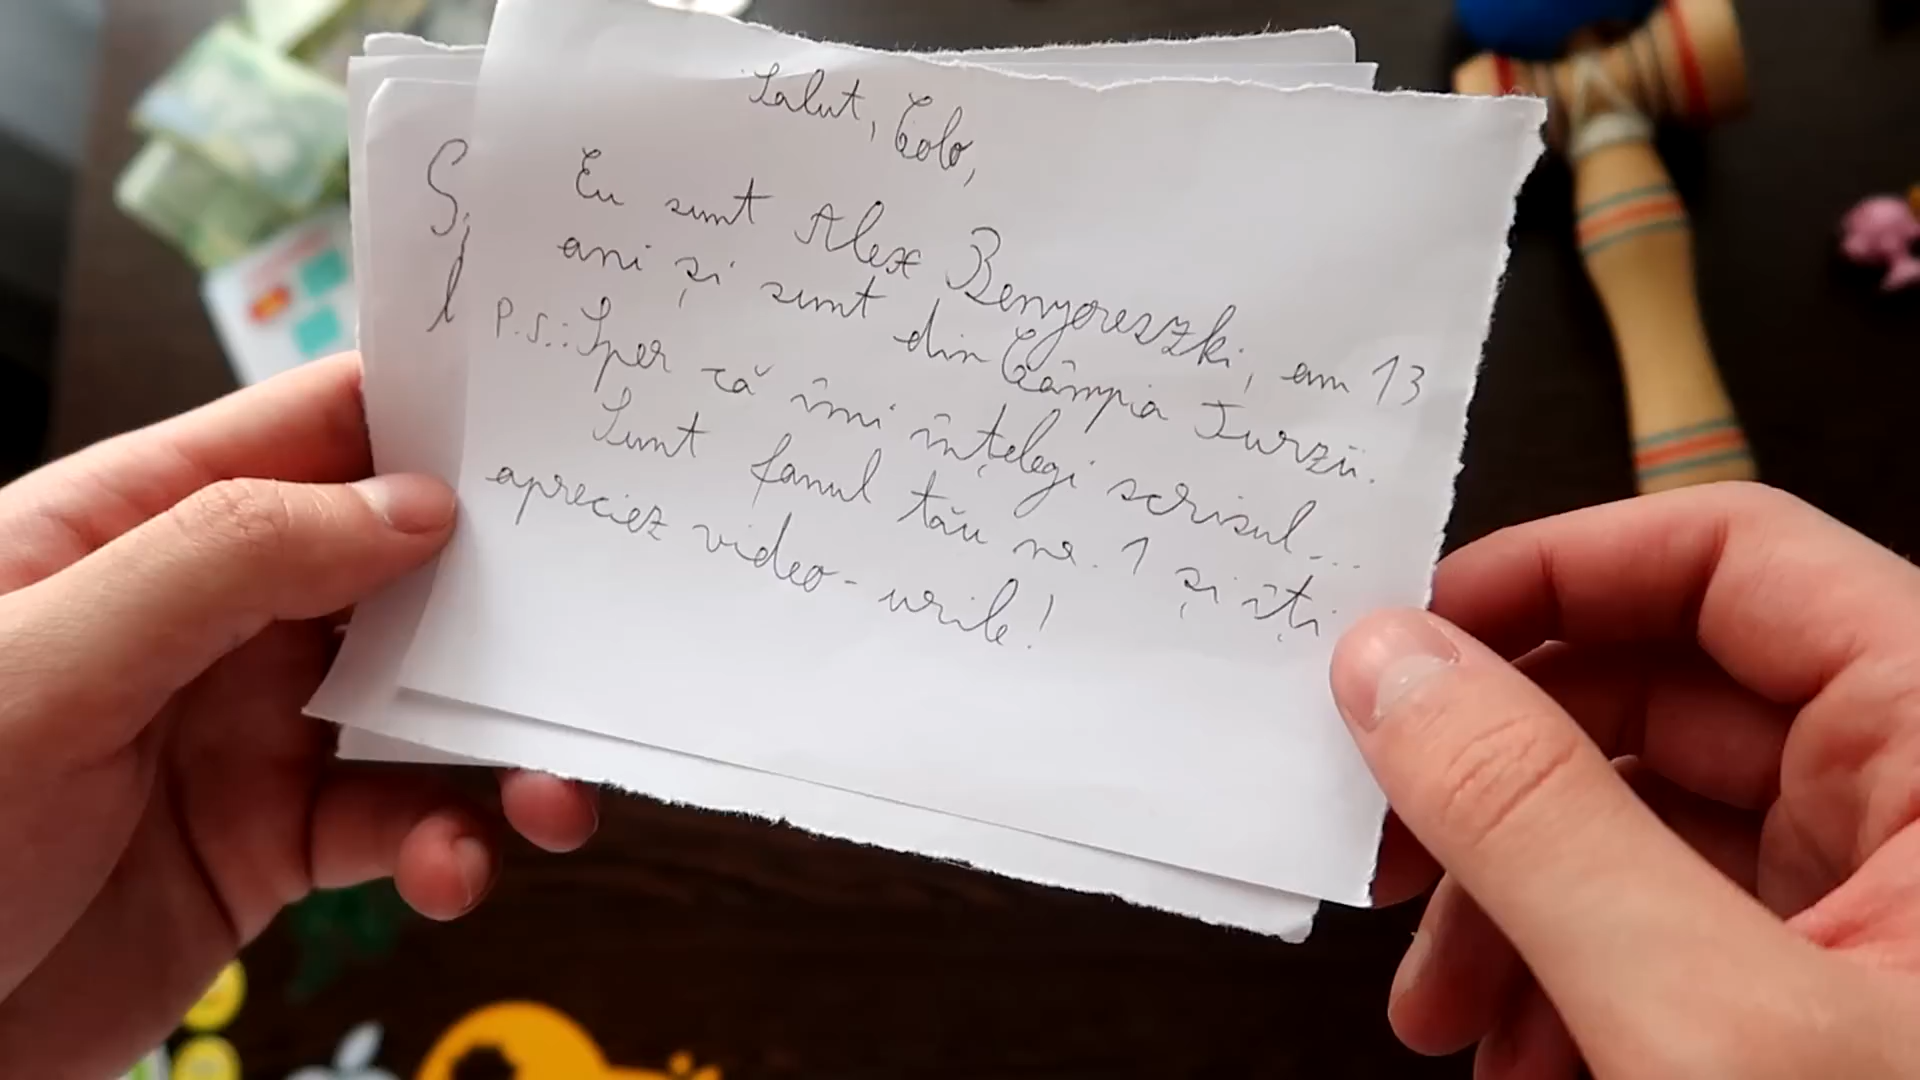 Salut, Colo,
Eu sunt Alex Benyoreszki, am 13
ani și sunt din Câmpia Turzii.
P.S.: Sper că îmi înțelegi scrisul...
Sunt fanul tău nr. 1 și îți
apreciez video-urile!